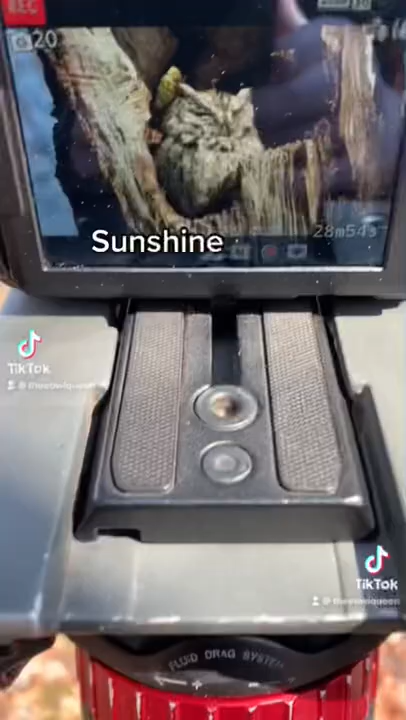 REC
20
Sunshine
28m54s
TikTok
TikTok
FLUID DRAG SYSTEM
- + -